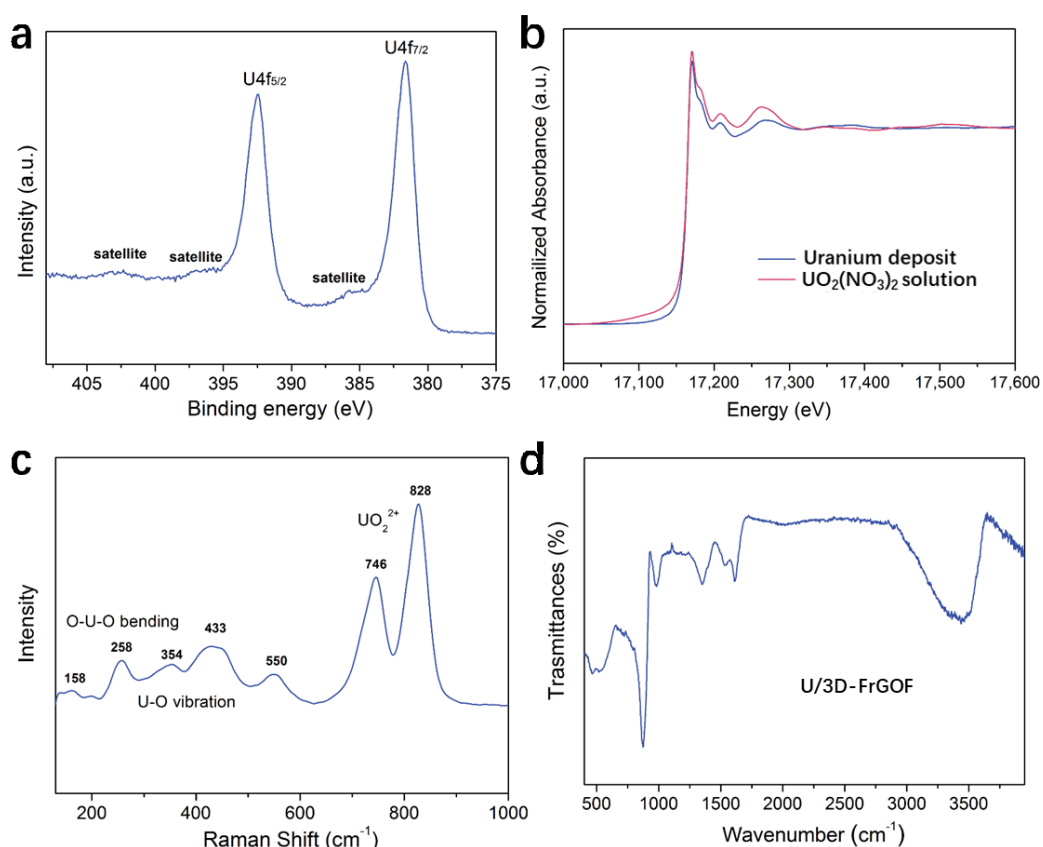 a
U4f7/2
U4f5/2
satellite
satellite
satellite
Intensity (a.u.)
405 400 395 390 385 380 375
Binding energy (eV)
b
Uranium deposit
UO2(NO3)2 solution
Normailized Absorbance (a.u.)
17,000 17,100 17,200 17,300 17,400 17,500 17,600
Energy (eV)
c
828
UO2 2+
746
O-U-O bending
433
258
354
550
158
U-O vibration
Intensity
200 400 600 800 1000
Raman Shift (cm-1)
d
U/3D-FrGOF
Trasmittances (%)
500 1000 1500 2000 2500 3000 3500
Wavenumber (cm-1)